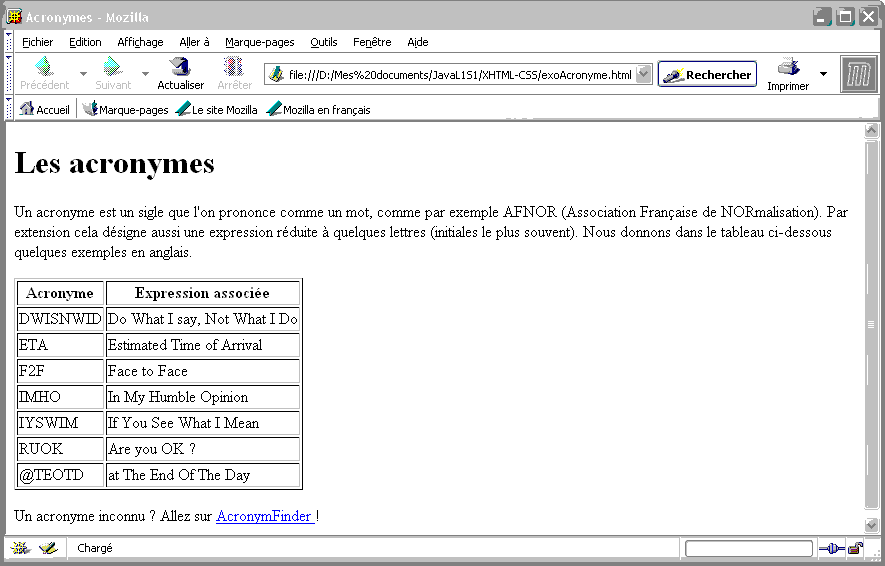 Acronymes - Mozilla
Fichier Edition Affichage Aller à Marque-pages Outils Fenêtre Aide
Précédent Suivant Actualiser Arrêter file:///D:/Mes%20documents/JavaL1S1/XHTML-CSS/exoAcronyme.html Rechercher Imprimer m
Accueil Marque-pages Le site Mozilla Mozilla en français
Les acronymes
Un acronyme est un sigle que l'on prononce comme un mot, comme par exemple AFNOR (Association Française de NORmalisation). Par
extension cela désigne aussi une expression réduite à quelques lettres (initiales le plus souvent). Nous donnons dans le tableau ci-dessous
quelques exemples en anglais.
Acronyme Expression associée
DWISNWID Do What I say, Not What I Do
ETA Estimated Time of Arrival
F2F Face to Face
IMHO In My Humble Opinion
IYSWIM If You See What I Mean
RUOK Are you OK ?
@TEOTD at The End Of The Day
Un acronyme inconnu ? Allez sur AcronymFinder !
Chargé